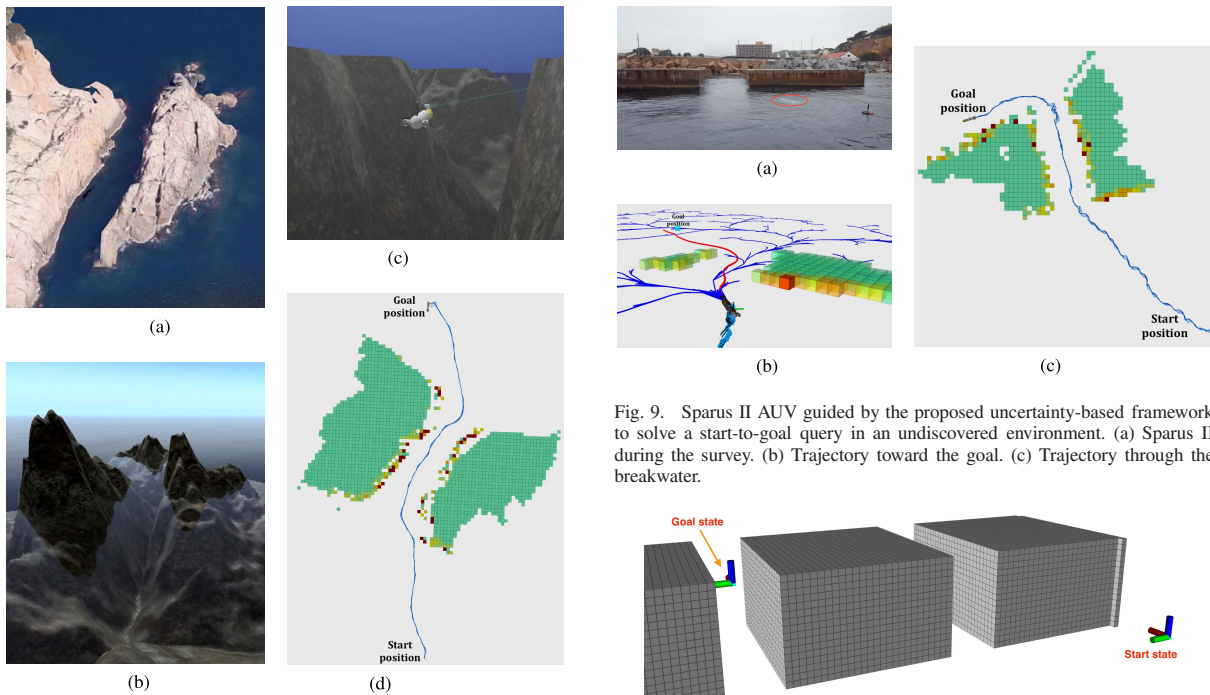 (a)
(c)
Goal
position
Start
position
(b)
(d)
(a)
Goal
position
(b)
Goal
position
Start
position
(c)
Fig. 9. Sparus II AUV guided by the proposed uncertainty-based framework
to solve a start-to-goal query in an undiscovered environment. (a) Sparus II
during the survey. (b) Trajectory toward the goal. (c) Trajectory through the
breakwater.
Goal state
Start state